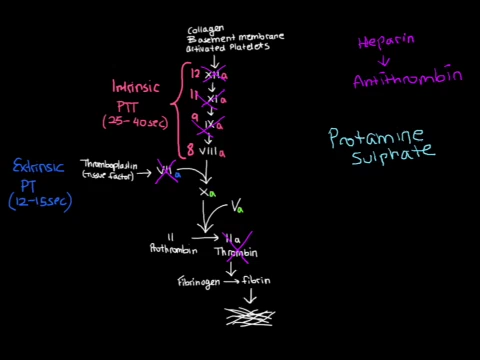 Collagen
Basement membrane
activated Platelets
Heparin
Antithrombin
12 XIIa
Intrinsic
PTT
(25-40sec)
11 XIa
9 IXa
8 VIIIa
Protamine
Sulphate
Extrinsic
PT
(12-15sec)
Thromboplastin
(tissue factor)
VIIa
Xa
Va
II
Prothrombin
IIa
Thrombin
Fibrinogen
fibrin